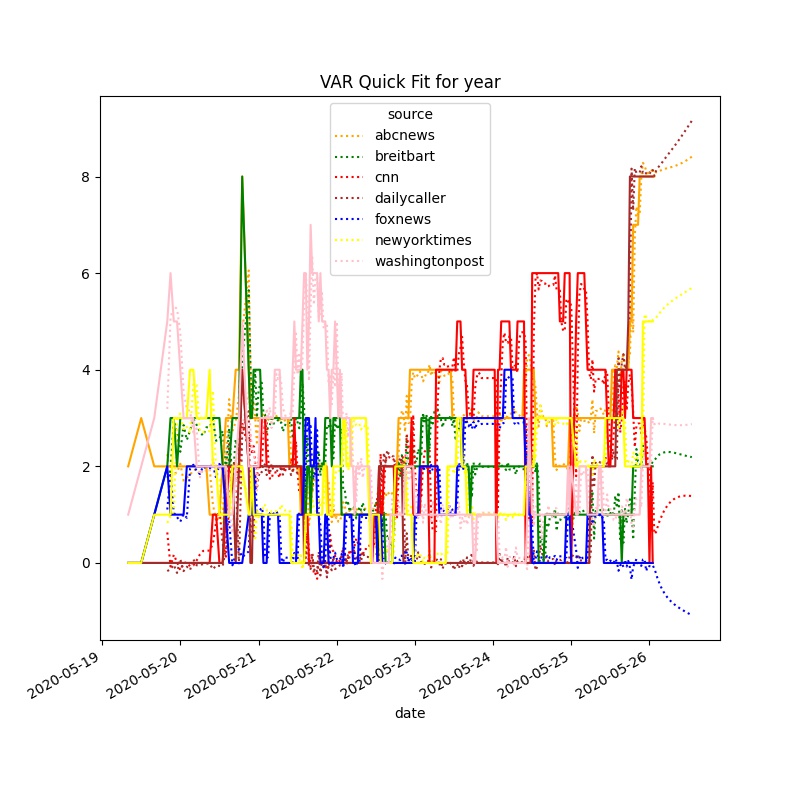 VAR Quick Fit for year
source
abcnews
breitbart
cnn
dailycaller
foxnews
newyorktimes
washingtonpost
8
6
4
2
0
2020-05-19
2020-05-20
2020-05-21
2020-05-22
2020-05-23
2020-05-24
2020-05-25
2020-05-26
date